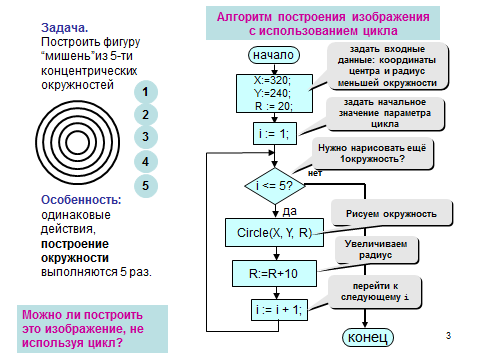 Задача.
Построить фигуру
“мишень”из 5-ти
концентрических
окружностей
1
2
3
4
5
Особенность:
одинаковые
действия,
построение
окружности
выполняются 5 раз.
Можно ли построить
это изображение, не
используя цикл?
Алгоритм построения изображения
с использованием цикла
начало
задать входные
данные: координаты
центра и радиус
меньшей окружности
X:=320;
Y:=240;
R := 20;
задать начальное
значение параметра
цикла
i := 1;
Нужно нарисовать ещё
1окружность?
i <= 5?
нет
да
Рисуем окружность
Circle(X, Y, R)
Увеличиваем
радиус
R:=R+10
перейти к
следующему i
i := i + 1;
конец
3